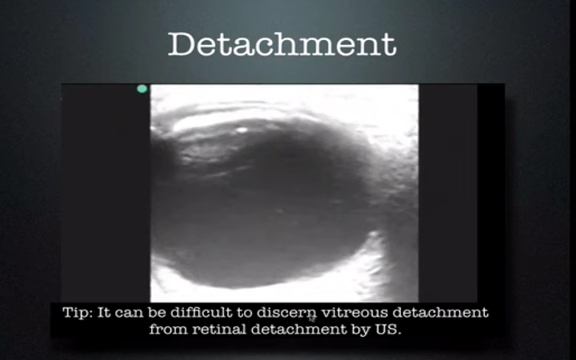 Detachment
Tip: It can be difficult to discern vitreous detachment
from retinal detachment by US.